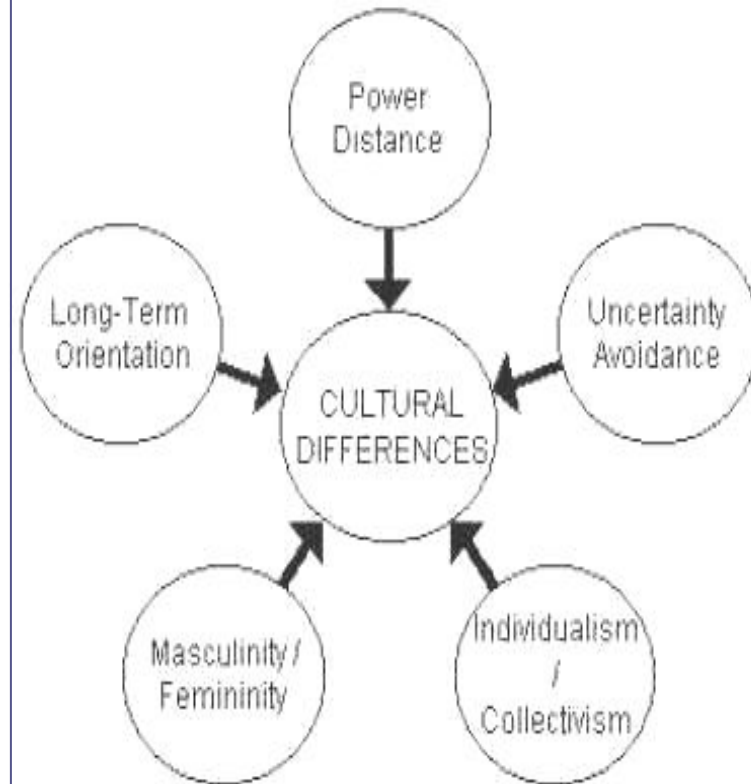 Power
Distance
Long-Term
Orientation
Uncertainty
Avoidance
CULTURAL
DIFFERENCES
Masculinity /
Femininity
Individualism
/
Collectivism